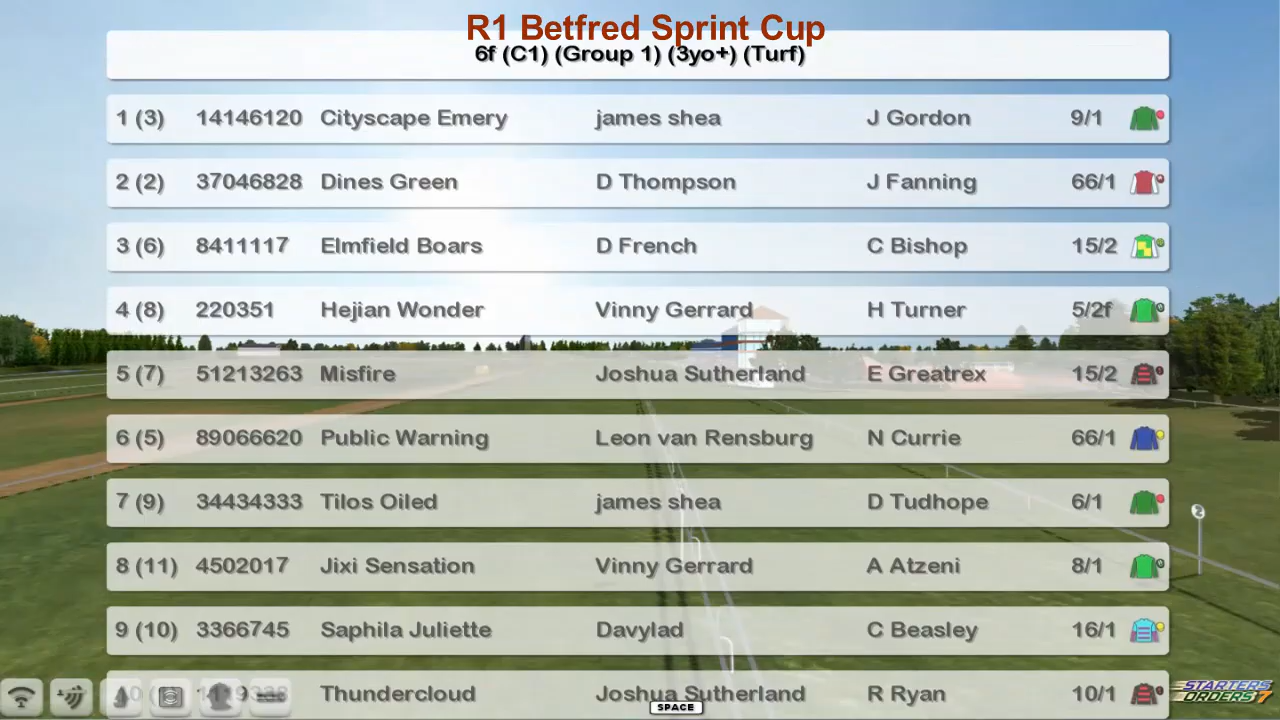 R1 Betfred Sprint Cup
6f (C1) (Group 1) (3yo+) (Turf)
1 (3) 14146120 Cityscape Emery james shea J Gordon 9/1
2 (2) 37046828 Dines Green D Thompson J Fanning 66/1
3 (6) 8411117 Elmfield Boars D French C Bishop 15/2
4 (8) 220351 Hejian Wonder Vinny Gerrard H Turner 5/2f
5 (7) 51213263 Misfire Joshua Sutherland E Greatrex 15/2
6 (5) 89066620 Public Warning Leon van Rensburg N Currie 66/1
7 (9) 34434333 Tilos Oiled james shea D Tudhope 6/1
8 (11) 4502017 Jixi Sensation Vinny Gerrard A Atzeni 8/1
9 (10) 3366745 Saphila Juliette Davylad C Beasley 16/1
Thundercloud Joshua Sutherland R Ryan 10/1
SPACE
STARTERS ORDERS 7
2